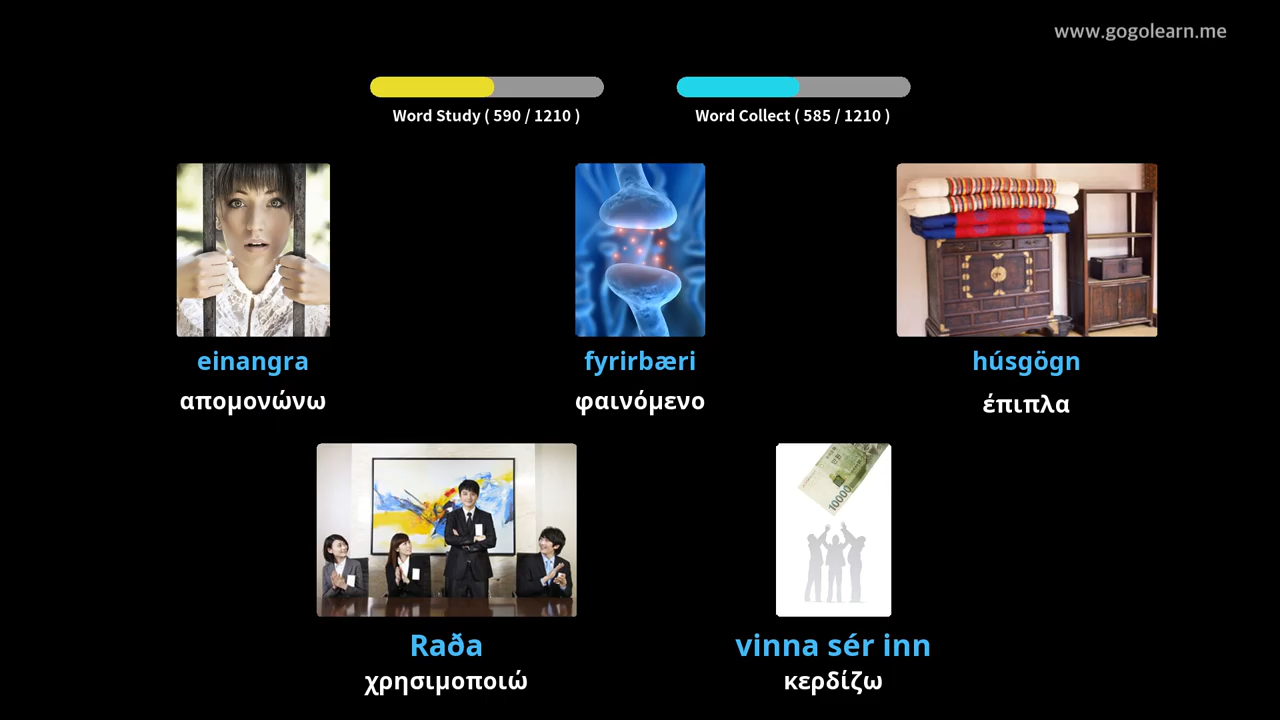 www.gogolearn.me
Word Study ( 590 / 1210 )
Word Collect ( 585 / 1210 )
einangra
απομονώνω
fyrirbæri
φαινόμενο
húsgögn
έπιπλα
10000
Raða
χρησιμοποιώ
vinna sér inn
κερδίζω